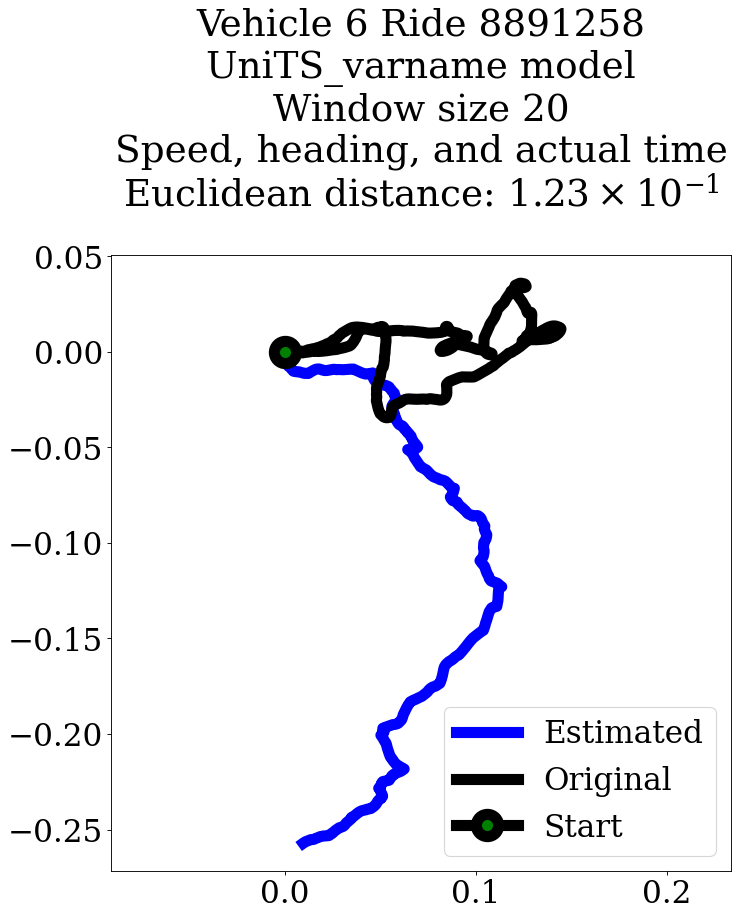 Vehicle 6 Ride 8891258
UniTS_varname model
Window size 20
Speed, heading, and actual time
Euclidean distance: 1.23 × 10⁻¹
0.05
0.00
−0.05
−0.10
−0.15
−0.20
−0.25
Estimated
Original
Start
0.0
0.1
0.2